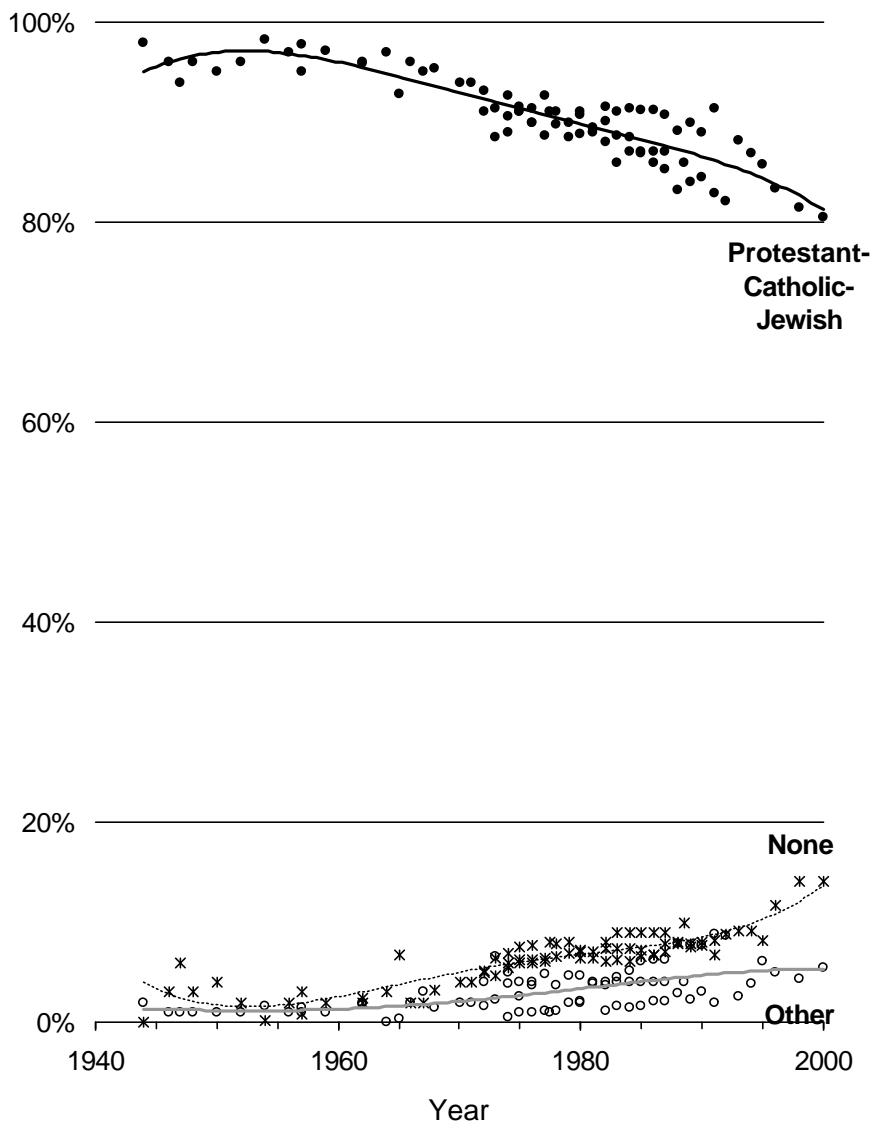 100%
80%
Protestant-
Catholic-
Jewish
60%
40%
20%
None
0%
Other
1940 1960 1980 2000
Year